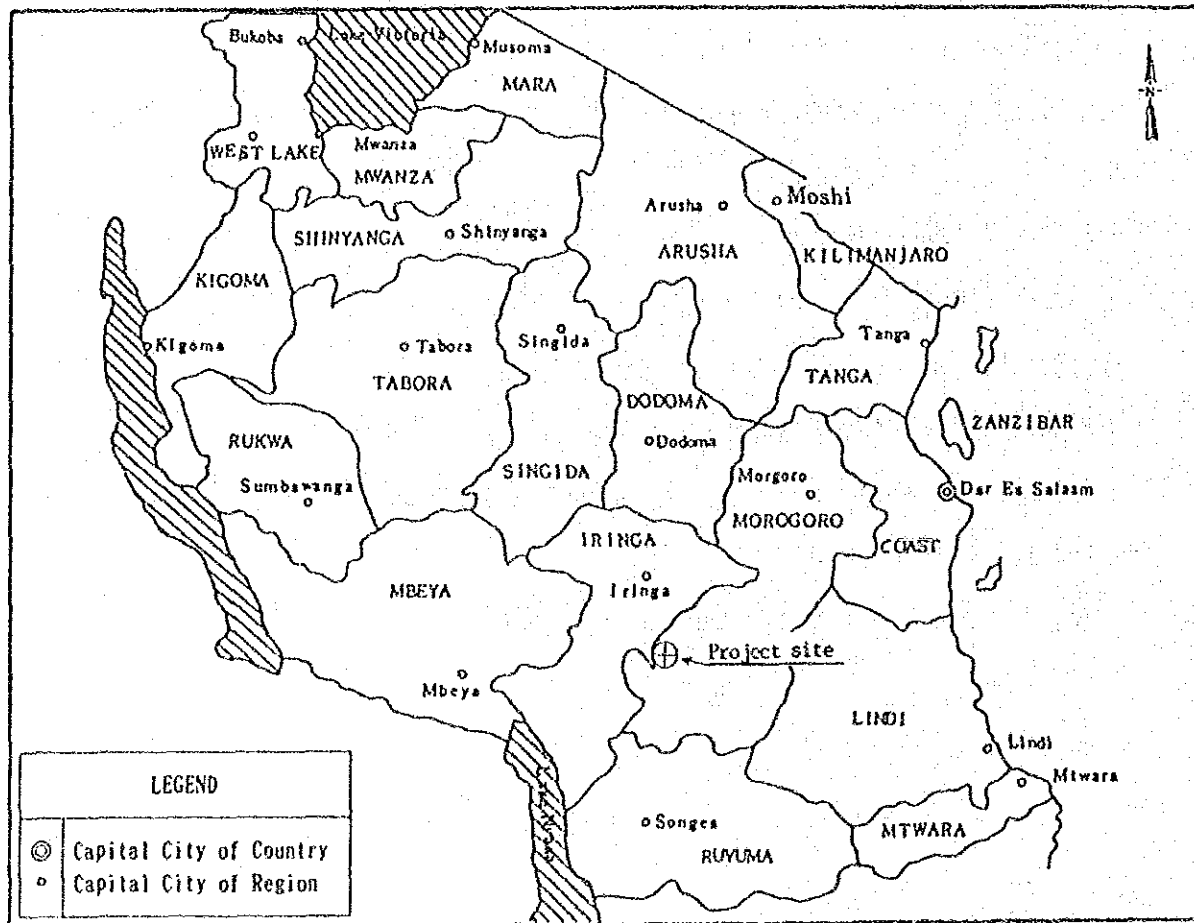 Bukoba
Lake Victoria
Musoma
MARA
N
WEST LAKE
Mwanza
MWANZA
Arusha
Moshi
SHINYANGA
Shinyanga
ARUSHA
KILIMANJARO
KIGOMA
Kigoma
Tabora
TABORA
Singida
Tanga
TANGA
DODOMA
ZANZIBAR
RUKWA
Dodoma
Sumbawanga
SINGIDA
Morgoro
MOROGORO
Dar Es Salaam
IRINGA
COAST
Iringa
MBEYA
Project site
Mbeya
LINDI
Lindi
Mtwara
Songea
RUYUMA
MTWARA
LEGEND
Capital City of Country
Capital City of Region